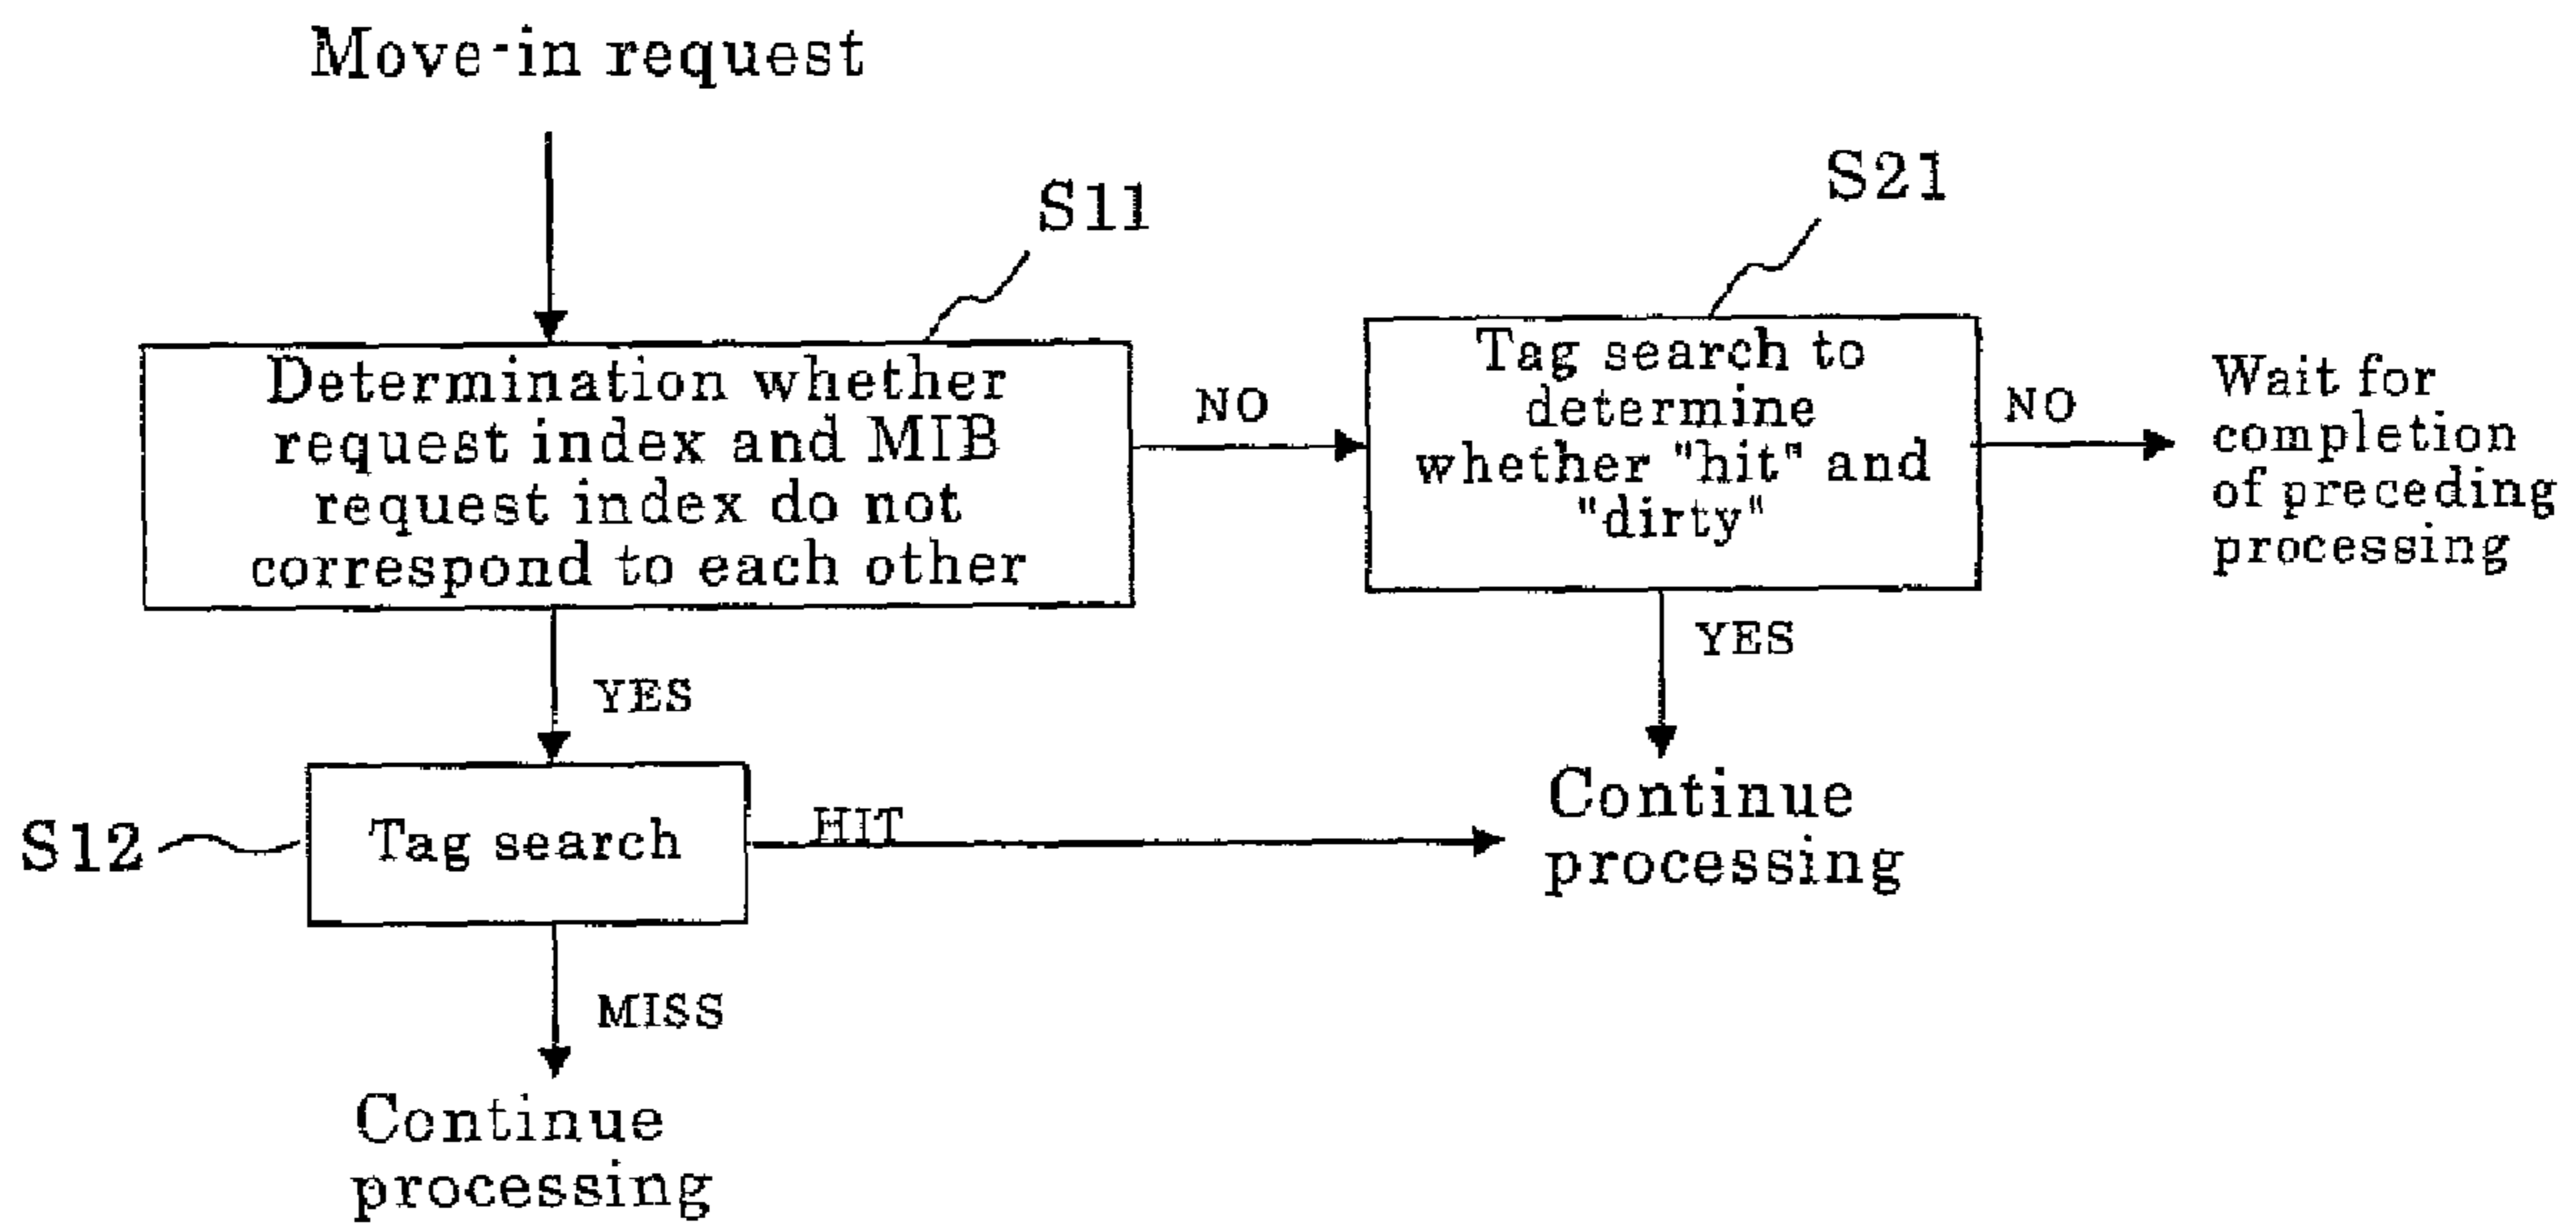 Move-in request
S11
S21
Determination whether
request index and MIB
request index do not
correspond to each other
NO
Tag search to
determine
whether "hit" and
"dirty"
NO
Wait for
completion
of preceding
processing
YES
YES
S12
Tag search
HIT
Continue
processing
MISS
Continue
processing